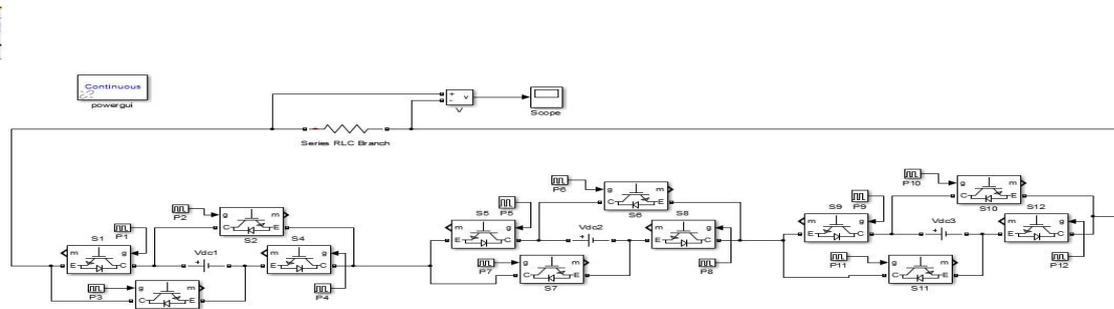 Continuous
powergui
+
-
v
V
Scope
Series RLC Branch
P2
g
m
C
E
S2
P1
S1
m
g
E
C
Vdc1
+
S4
m
g
E
C
P3
g
m
C
E
P4
P6
g
m
C
E
S6
S5
P5
m
g
E
C
Vdc2
+
S8
m
g
E
C
P7
g
m
C
E
S7
P8
P10
g
m
C
E
S10
S9
P9
m
g
E
C
Vdc3
+
S12
m
g
E
C
P11
g
m
C
E
S11
P12